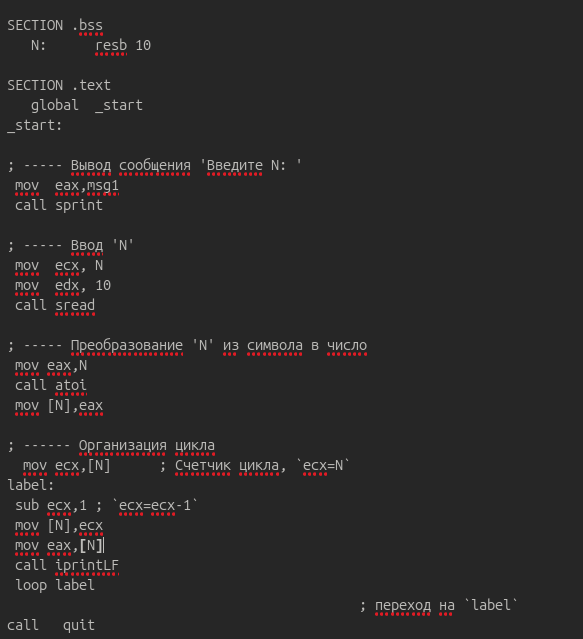 SECTION .bss
   N:      resb 10
SECTION .text
   global  _start
_start:
; ----- Вывод сообщения 'Введите N: '
 mov  eax,msg1
 call sprint
; ----- Ввод 'N'
 mov  ecx, N
 mov  edx, 10
 call sread
; ----- Преобразование 'N' из символа в число
 mov eax,N
 call atoi
 mov [N],eax
; ------ Организация цикла
  mov ecx,[N]      ; Счетчик цикла, `ecx=N`
label:
 sub ecx,1 ; `ecx=ecx-1`
 mov [N],ecx
 mov eax,[N]
 call iprintLF
 loop label
                                            ; переход на `label`
call   quit